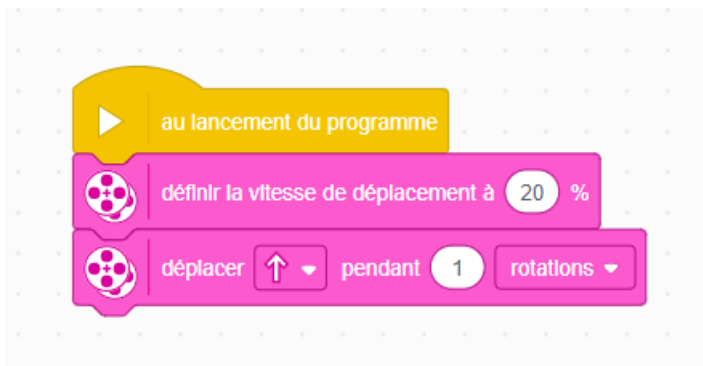 au lancement du programme
définir la vitesse de déplacement à 20 %
déplacer pendant 1 rotations